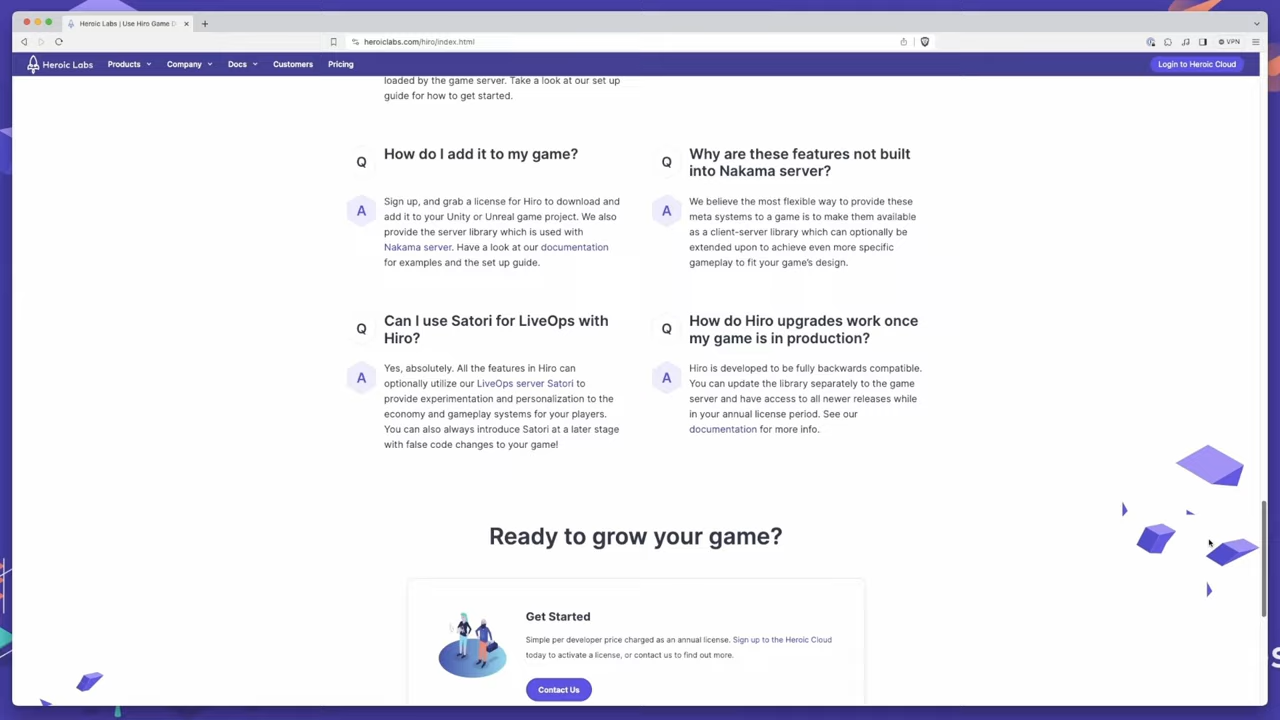 Heroic Labs | Use Hiro Game D
heroiclabs.com/hiro/index.html
VPN
Heroic Labs
Products
Company
Docs
Customers
Pricing
Login to Heroic Cloud
loaded by the game server. Take a look at our set up
guide for how to get started.
Q
How do I add it to my game?
A
Sign up, and grab a license for Hiro to download and
add it to your Unity or Unreal game project. We also
provide the server library which is used with
Nakama server. Have a look at our documentation
for examples and the set up guide.
Q
Why are these features not built
into Nakama server?
A
We believe the most flexible way to provide these
meta systems to a game is to make them available
as a client-server library which can optionally be
extended upon to achieve even more specific
gameplay to fit your game's design.
Q
Can I use Satori for LiveOps with
Hiro?
A
Yes, absolutely. All the features in Hiro can
optionally utilize our LiveOps server Satori to
provide experimentation and personalization to the
economy and gameplay systems for your players.
You can also always introduce Satori at a later stage
with false code changes to your game!
Q
How do Hiro upgrades work once
my game is in production?
A
Hiro is developed to be fully backwards compatible.
You can update the library separately to the game
server and have access to all newer releases while
in your annual license period. See our
documentation for more info.
Ready to grow your game?
Get Started
Simple per developer price charged as an annual license. Sign up to the Heroic Cloud
today to activate a license, or contact us to find out more.
Contact Us